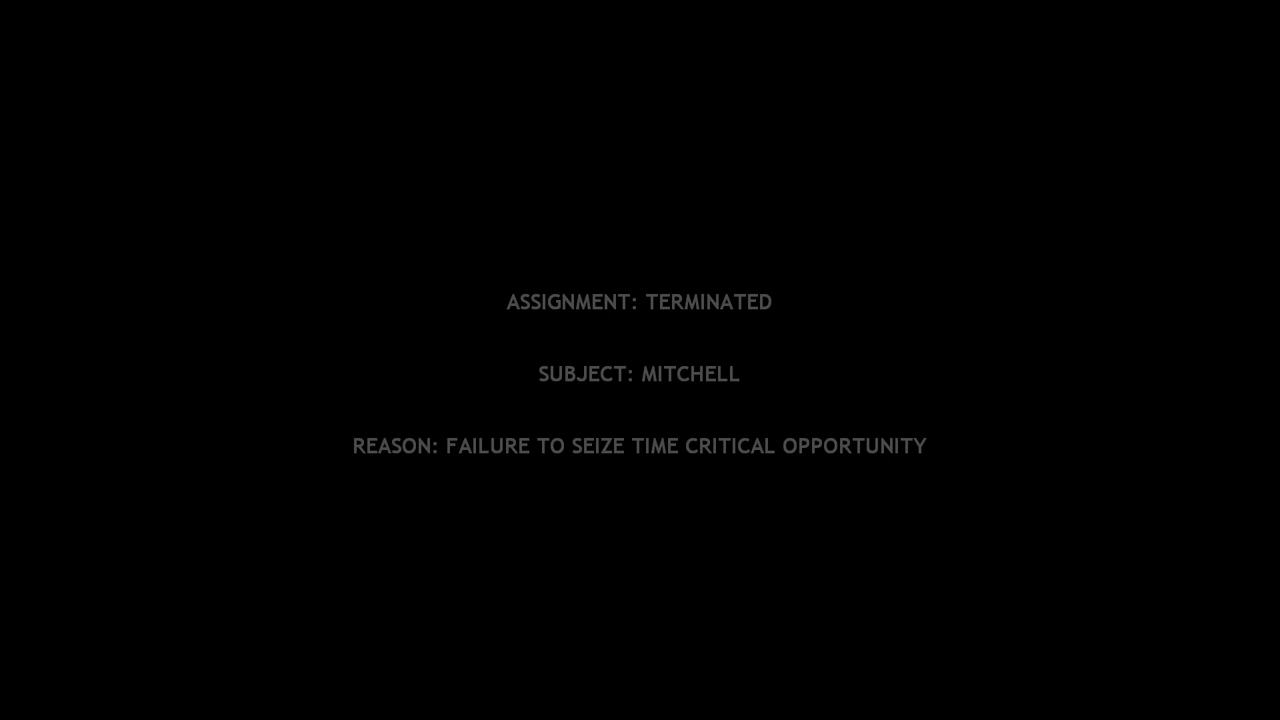 ASSIGNMENT: TERMINATED
SUBJECT: MITCHELL
REASON: FAILURE TO SEIZE TIME CRITICAL OPPORTUNITY